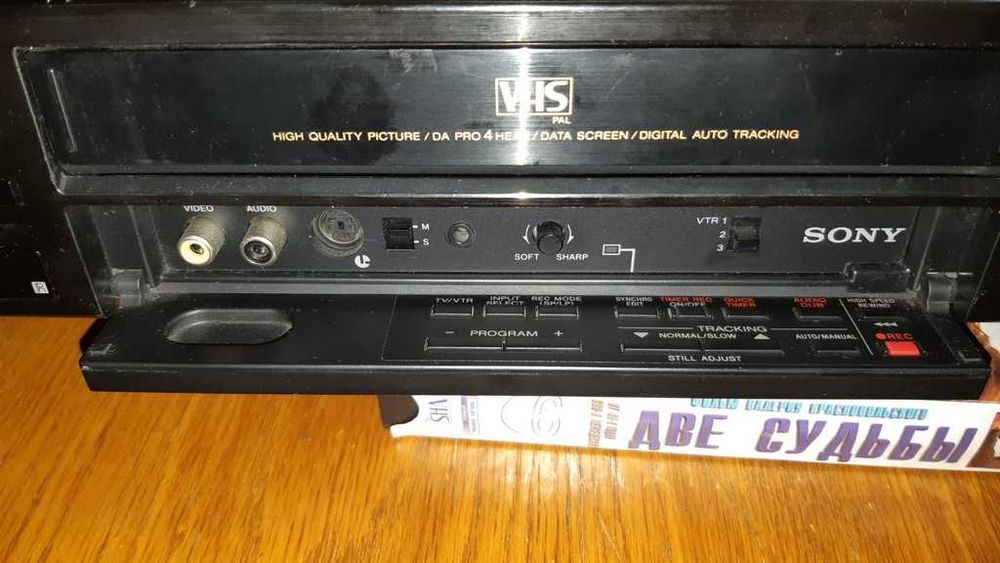 VHS
PAL
HIGH QUALITY PICTURE / DA PRO 4 HEAD / DATA SCREEN / DIGITAL AUTO TRACKING
VIDEO AUDIO
M
S
SOFT SHARP
VTR 1
2
3
SONY
TV/VTR
INPUT SELECT
REC MODE (SP/LP)
SYNCHRO EDIT
TIMER REC ON/OFF
QUICK TIMER
AUDIO DUB
HIGH SPEED REWIND
− PROGRAM +
TRACKING
NORMAL/SLOW
AUTO/MANUAL
REC
STILL ADJUST
VHS
ДВЕ СУДЬБЫ